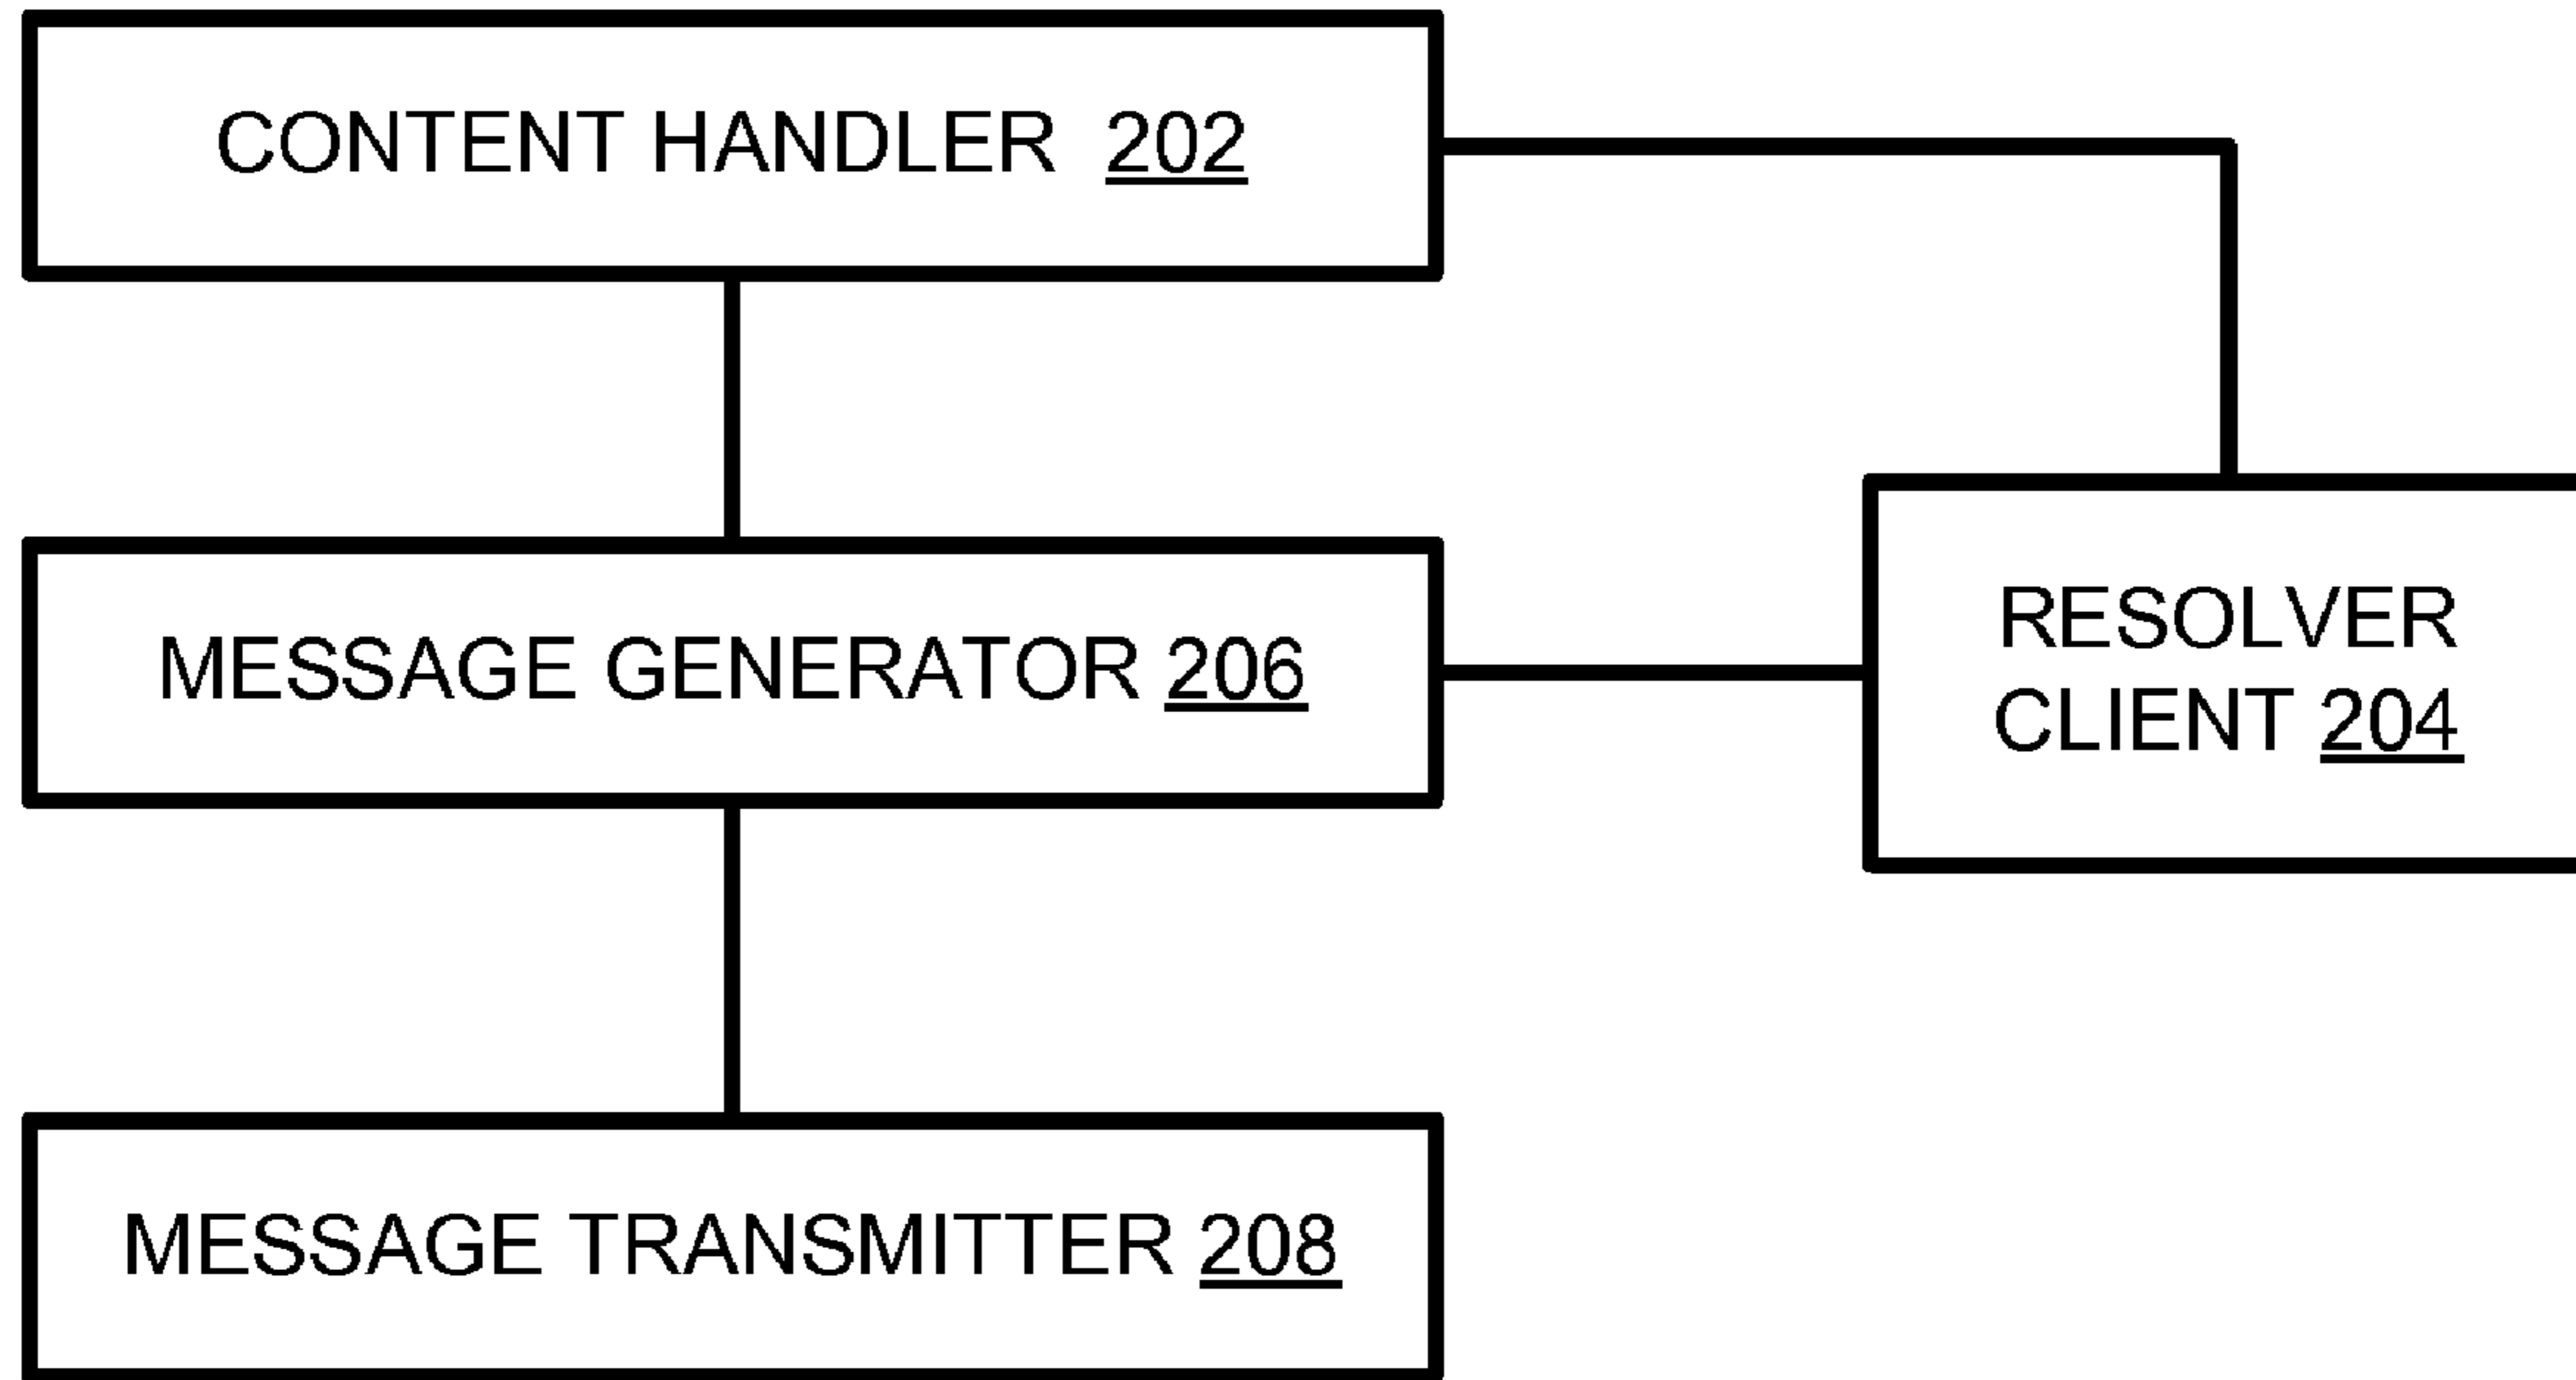 CONTENT HANDLER 202
MESSAGE GENERATOR 206
RESOLVER
CLIENT 204
MESSAGE TRANSMITTER 208